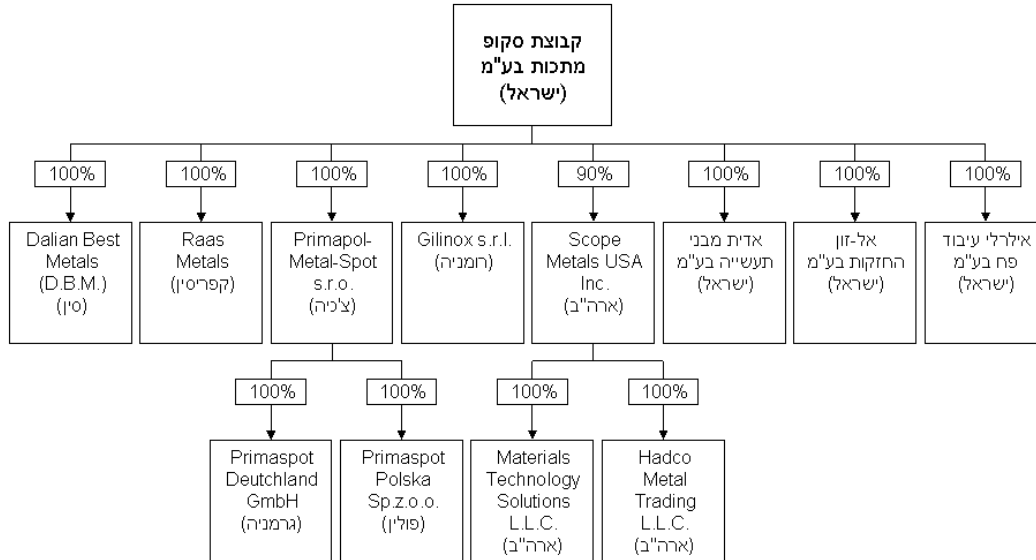 קבוצת סקופ
מתכות בע"מ
(ישראל)
100%
100%
100%
100%
90%
100%
100%
100%
Dalian Best
Metals
(D.B.M.)
(סין)
Raas
Metals
(קפריסין)
Primapol-
Metal-Spot
s.r.o.
(צ'כיה)
Gilinox s.r.l.
(רומניה)
Scope
Metals USA
Inc.
(ארה"ב)
אדית מבני
תעשייה בע"מ
(ישראל)
אל-זון
החזקות בע"מ
(ישראל)
אילרלי עיבוד
פח בע"מ
(ישראל)
100%
100%
100%
100%
Primaspot
Deutchland
GmbH
(גרמניה)
Primaspot
Polska
Sp.z.o.o.
(פולין)
Materials
Technology
Solutions
L.L.C.
(ארה"ב)
Hadco
Metal
Trading
L.L.C.
(ארה"ב)